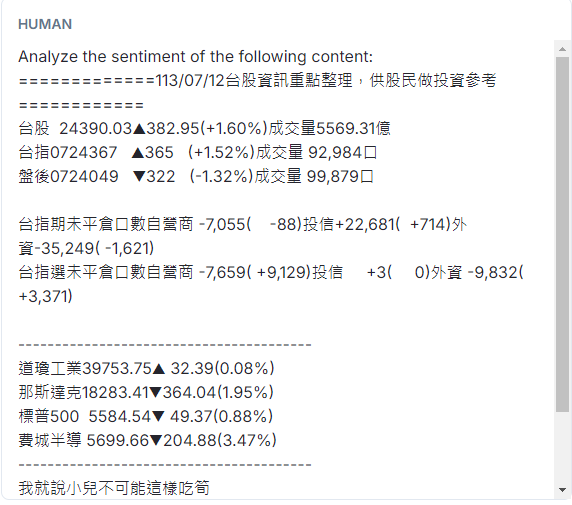 HUMAN
Analyze the sentiment of the following content:
=============113/07/12台股資訊重點整理，供股民做投資參考
============
台股 24390.03▲382.95(+1.60%)成交量5569.31億
台指0724367 ▲365 (+1.52%)成交量 92,984口
盤後0724049 ▼322 (-1.32%)成交量 99,879口
台指期未平倉口數自營商 -7,055( -88)投信+22,681( +714)外
資-35,249( -1,621)
台指選未平倉口數自營商 -7,659( +9,129)投信 +3( 0)外資 -9,832(
+3,371)
---------------------------------------
道瓊工業39753.75▲ 32.39(0.08%)
那斯達克18283.41▼364.04(1.95%)
標普500 5584.54▼ 49.37(0.88%)
費城半導 5699.66▼204.88(3.47%)
---------------------------------------
我就說小兒不可能這樣吃筍